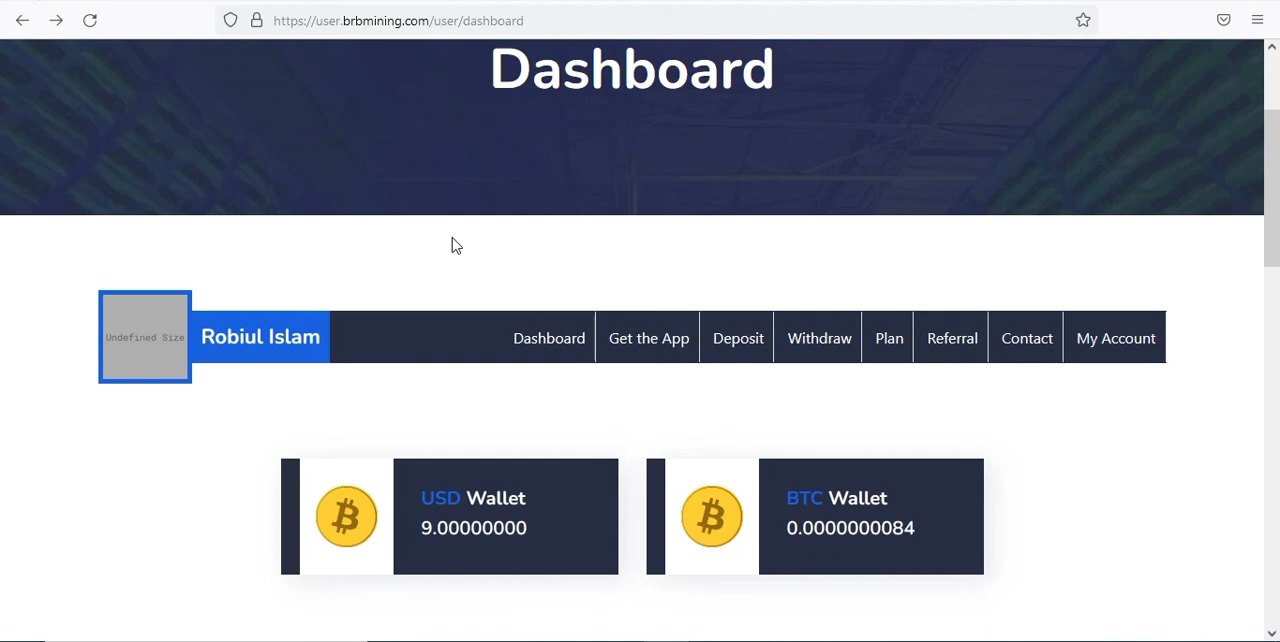 https://user.brbmining.com/user/dashboard
Dashboard
Undefined Size
Robiul Islam
Dashboard
Get the App
Deposit
Withdraw
Plan
Referral
Contact
My Account
USD Wallet
9.00000000
BTC Wallet
0.0000000084